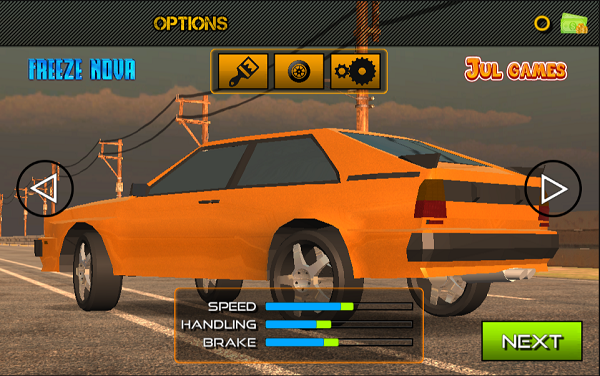 OPTIONS
FREEZE NOVA
JUL GAMES
SPEED
HANDLING
BRAKE
NEXT